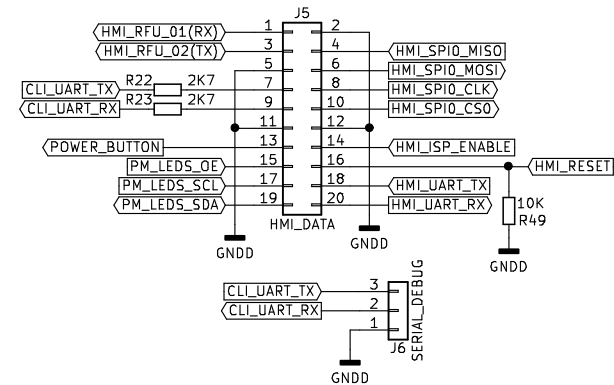 J5
HMI_RFU_01(RX) 1 2
HMI_RFU_02(TX) 3 4 HMI_SPI0_MISO
5 6 HMI_SPI0_MOSI
R22 2K7
CLI_UART_TX 7 8 HMI_SPI0_CLK
R23 2K7
CLI_UART_RX 9 10 HMI_SPI0_CS0
11 12
POWER_BUTTON 13 14 HMI_ISP_ENABLE
PM_LEDS_OE 15 16 HMI_RESET
PM_LEDS_SCL 17 18 HMI_UART_TX
PM_LEDS_SDA 19 20 HMI_UART_RX
10K
R49
HMI_DATA
GNDD
GNDD
GNDD
CLI_UART_TX 3
CLI_UART_RX 2
1
J6
SERIAL_DEBUG
GNDD